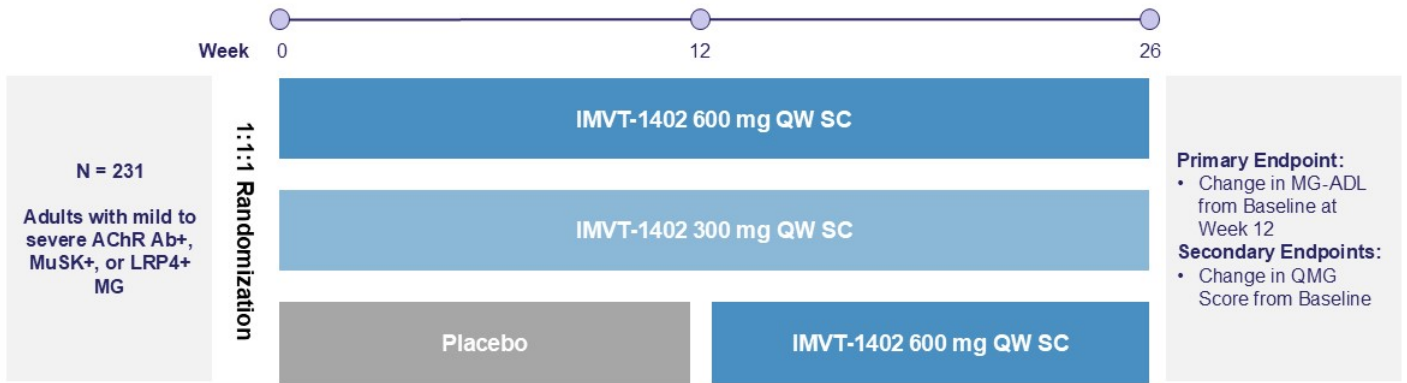 Week
0
12
26
N = 231
Adults with mild to
severe AChR Ab+,
MuSK+, or LRP4+
MG
1:1:1 Randomization
IMVT-1402 600 mg QW SC
IMVT-1402 300 mg QW SC
Placebo
IMVT-1402 600 mg QW SC
Primary Endpoint:
• Change in MG-ADL
from Baseline at
Week 12
Secondary Endpoints:
• Change in QMG
Score from Baseline